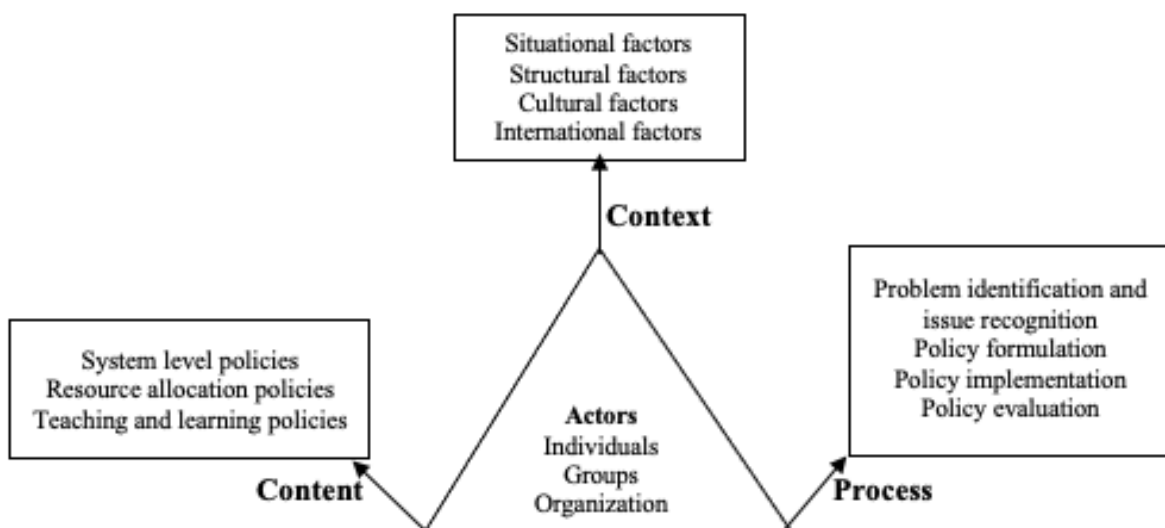 Situational factors
Structural factors
Cultural factors
International factors
Context
Problem identification and
issue recognition
Policy formulation
Policy implementation
Policy evaluation
System level policies
Resource allocation policies
Teaching and learning policies
Actors
Individuals
Groups
Organization
Content
Process